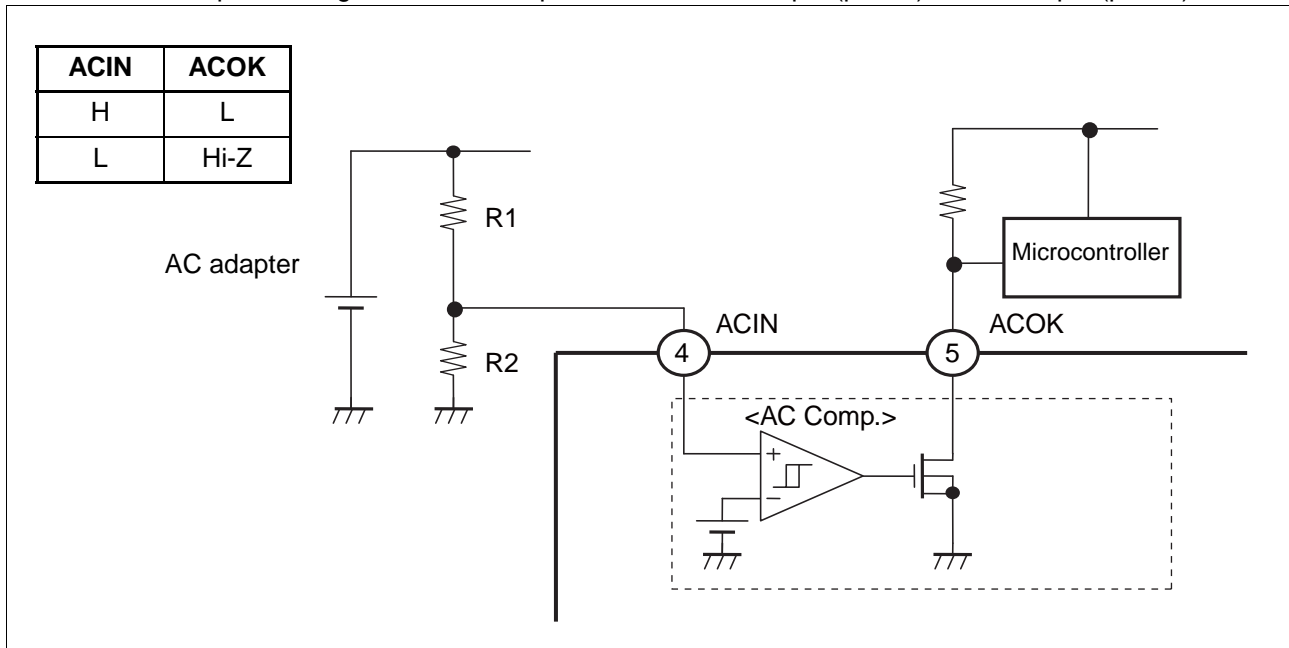 ACIN ACOK
H L
L Hi-Z
R1
AC adapter
Microcontroller
ACIN
ACOK
R2
4
5
<AC Comp.>
+
−